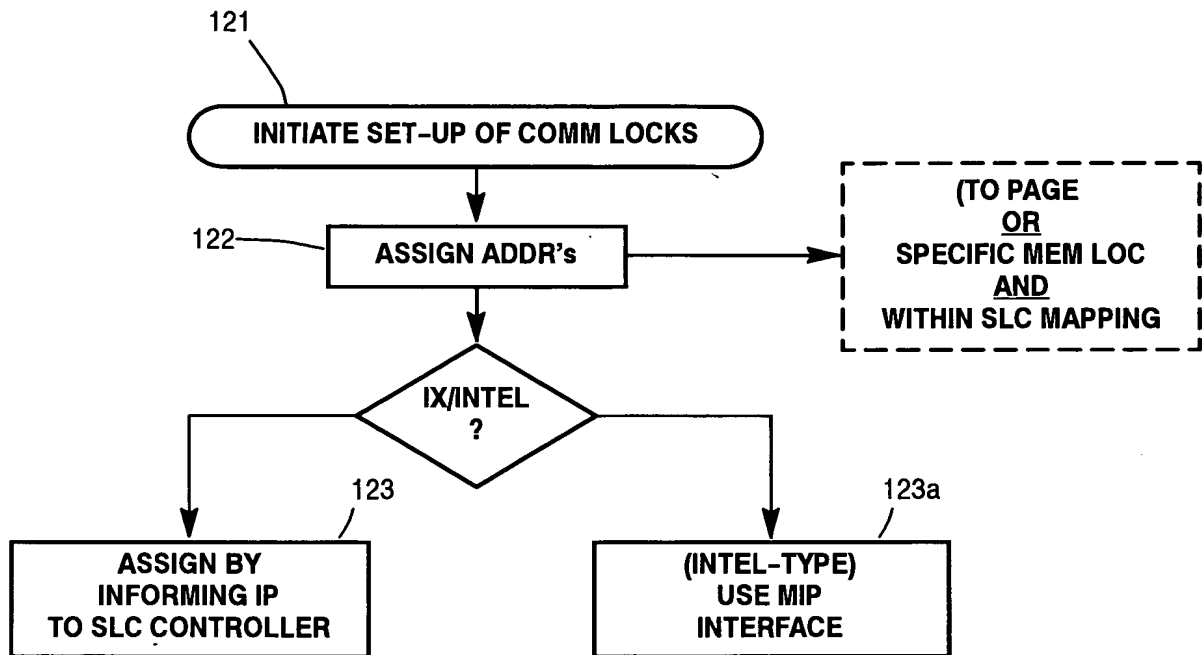 121
INITIATE SET-UP OF COMM LOCKS
122
ASSIGN ADDR's
(TO PAGE
OR
SPECIFIC MEM LOC
AND
WITHIN SLC MAPPING
IX/INTEL
?
123
ASSIGN BY
INFORMING IP
TO SLC CONTROLLER
123a
(INTEL-TYPE)
USE MIP
INTERFACE